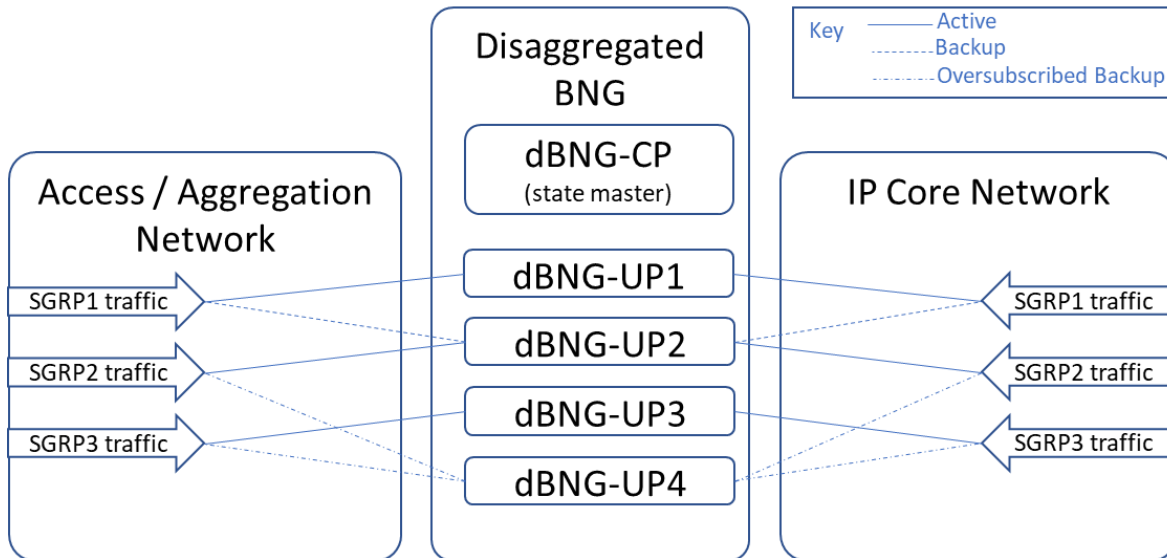 Key
Active
Backup
Oversubscribed Backup
Disaggregated
BNG
dBNG-CP
(state master)
Access / Aggregation
Network
IP Core Network
dBNG-UP1
dBNG-UP2
dBNG-UP3
dBNG-UP4
SGRP1 traffic
SGRP2 traffic
SGRP3 traffic
SGRP1 traffic
SGRP2 traffic
SGRP3 traffic